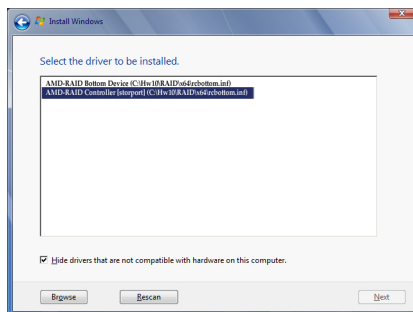 Install Windows
Select the driver to be installed.
AMD-RAID Bottom Device (C:\Hw10\RAID\x64\rcbottom.inf)
AMD-RAID Controller [storport] (C:\Hw10\RAID\x64\rcbottom.inf)
Hide drivers that are not compatible with hardware on this computer.
Browse Rescan Next